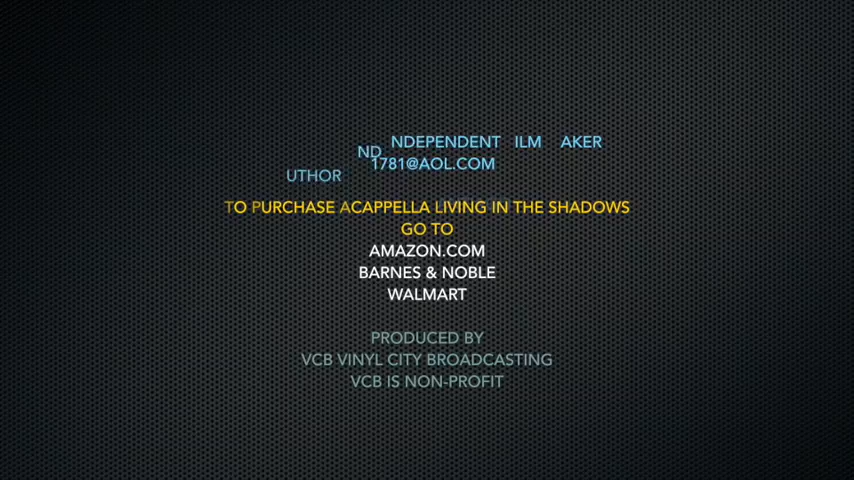 NDEPENDENT ILM AKER
ND
1781@AOL.COM
UTHOR
TO PURCHASE ACAPPELLA LIVING IN THE SHADOWS
GO TO
AMAZON.COM
BARNES & NOBLE
WALMART
PRODUCED BY
VCB VINYL CITY BROADCASTING
VCB IS NON-PROFIT